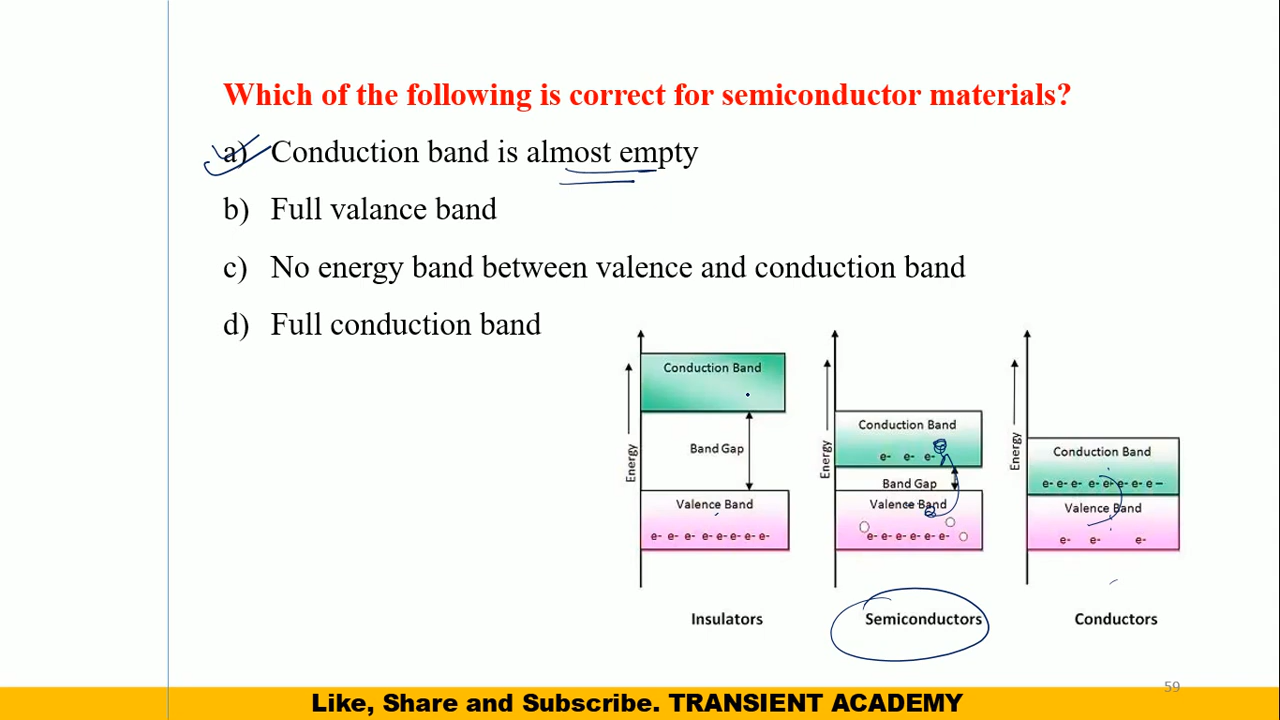 Which of the following is correct for semiconductor materials?
a) Conduction band is almost empty
b) Full valance band
c) No energy band between valence and conduction band
d) Full conduction band
Energy
Conduction Band
Band Gap
Valence Band
e- e- e- e- e- e- e-
Insulators
Energy
Conduction Band
e- e- e-
Band Gap
Valence Band
e- e- e- e- e- e-
Semiconductors
Energy
Conduction Band
e- e- e- e- e- e- e- e -
Valence Band
e- e- e-
Conductors
59
Like, Share and Subscribe. TRANSIENT ACADEMY